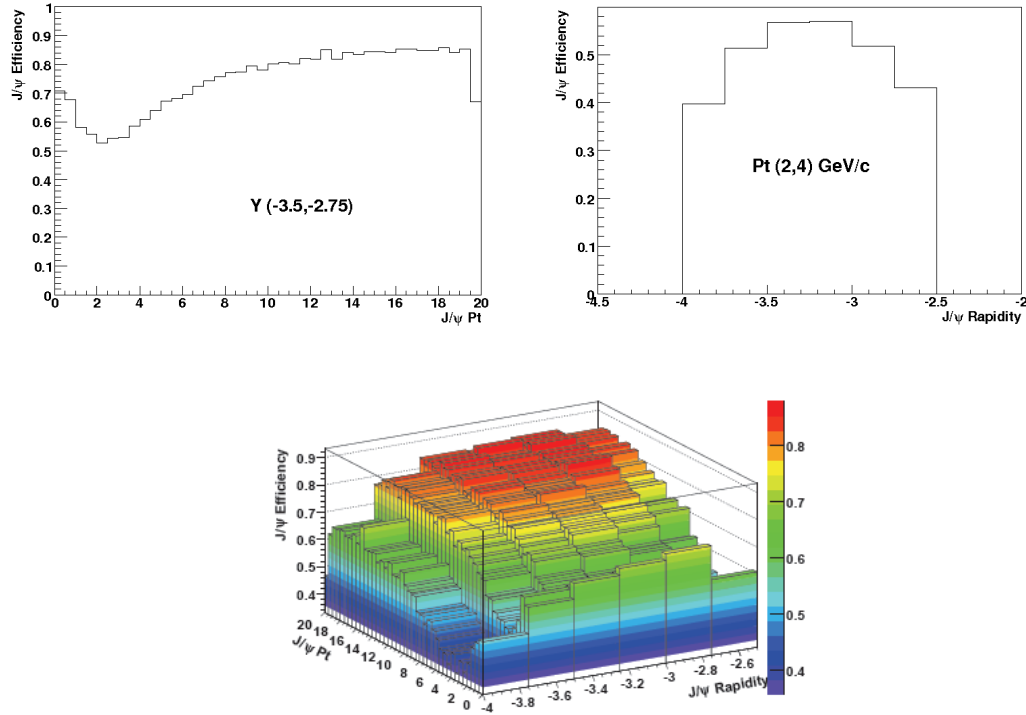 J/ψ Efficiency
1
0.9
0.8
0.7
0.6
0.5
0.4
0.3
0.2
0.1
0
Y (-3.5,-2.75)
0 2 4 6 8 10 12 14 16 18 20
J/ψ Pt
J/ψ Efficiency
0.5
0.4
0.3
0.2
0.1
0
Pt (2,4) GeV/c
-4.5 -4 -3.5 -3 -2.5 -2
J/ψ Rapidity
J/ψ Efficiency
0.9
0.8
0.7
0.6
0.5
0.4
20 18 16 14 12 10 8 6 4 2 0
J/ψ Pt
-4 -3.8 -3.6 -3.4 -3.2 -3 -2.8 -2.6
J/ψ Rapidity
0.8
0.7
0.6
0.5
0.4